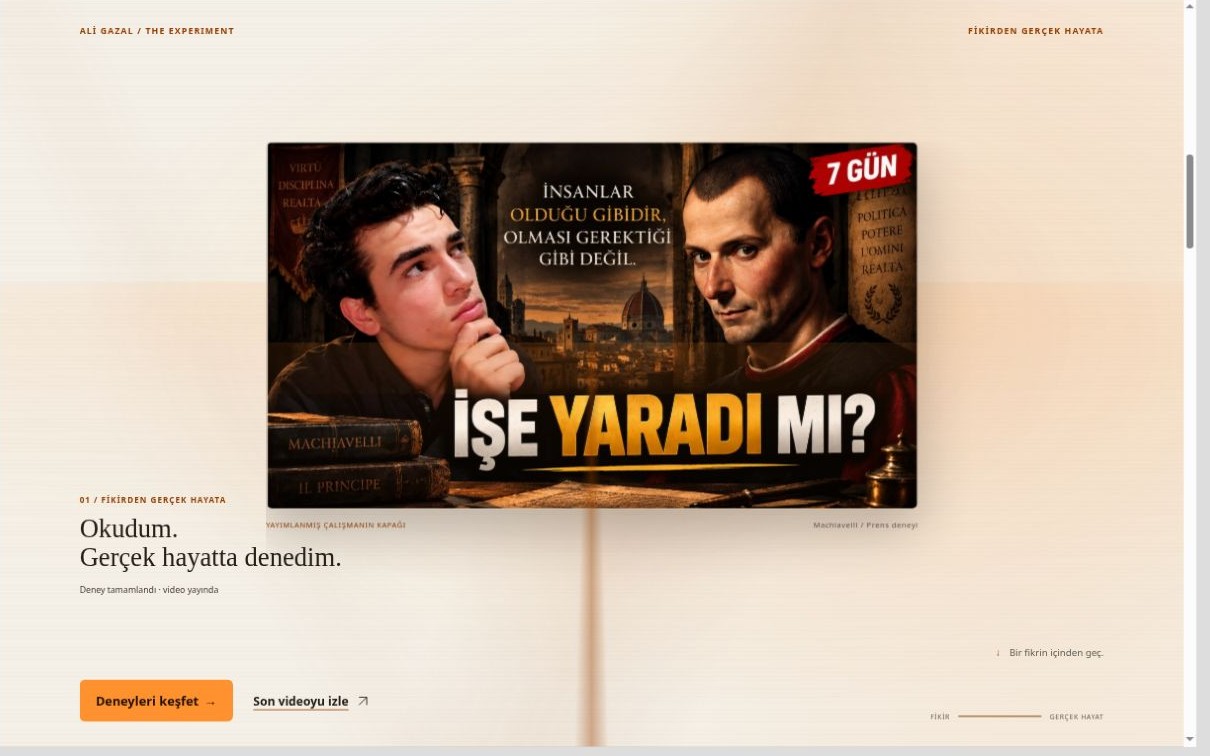 ALİ GAZAL / THE EXPERIMENT
FİKİRDEN GERÇEK HAYATA
VIRTÙ
DISCIPLINA
REALTA
İNSANLAR
OLDUĞU GİBİDİR,
OLMASI GEREKTİĞİ
GİBİ DEĞİL.
7 GÜN
POLITICA
POTERE
UOMINI
REALTA
MACHIAVELLI
IL PRINCIPE
İŞE YARADI MI?
YAYIMLANMIŞ ÇALIŞMANIN KAPAĞI
Machiavelli / Prens deneyi
01 / FİKİRDEN GERÇEK HAYATA
Okudum.
Gerçek hayatta denedim.
Deney tamamlandı · video yayında
↓ Bir fikrin içinden geç.
Deneyleri keşfet →
Son videoyu izle ↗
FİKİR
GERÇEK HAYAT